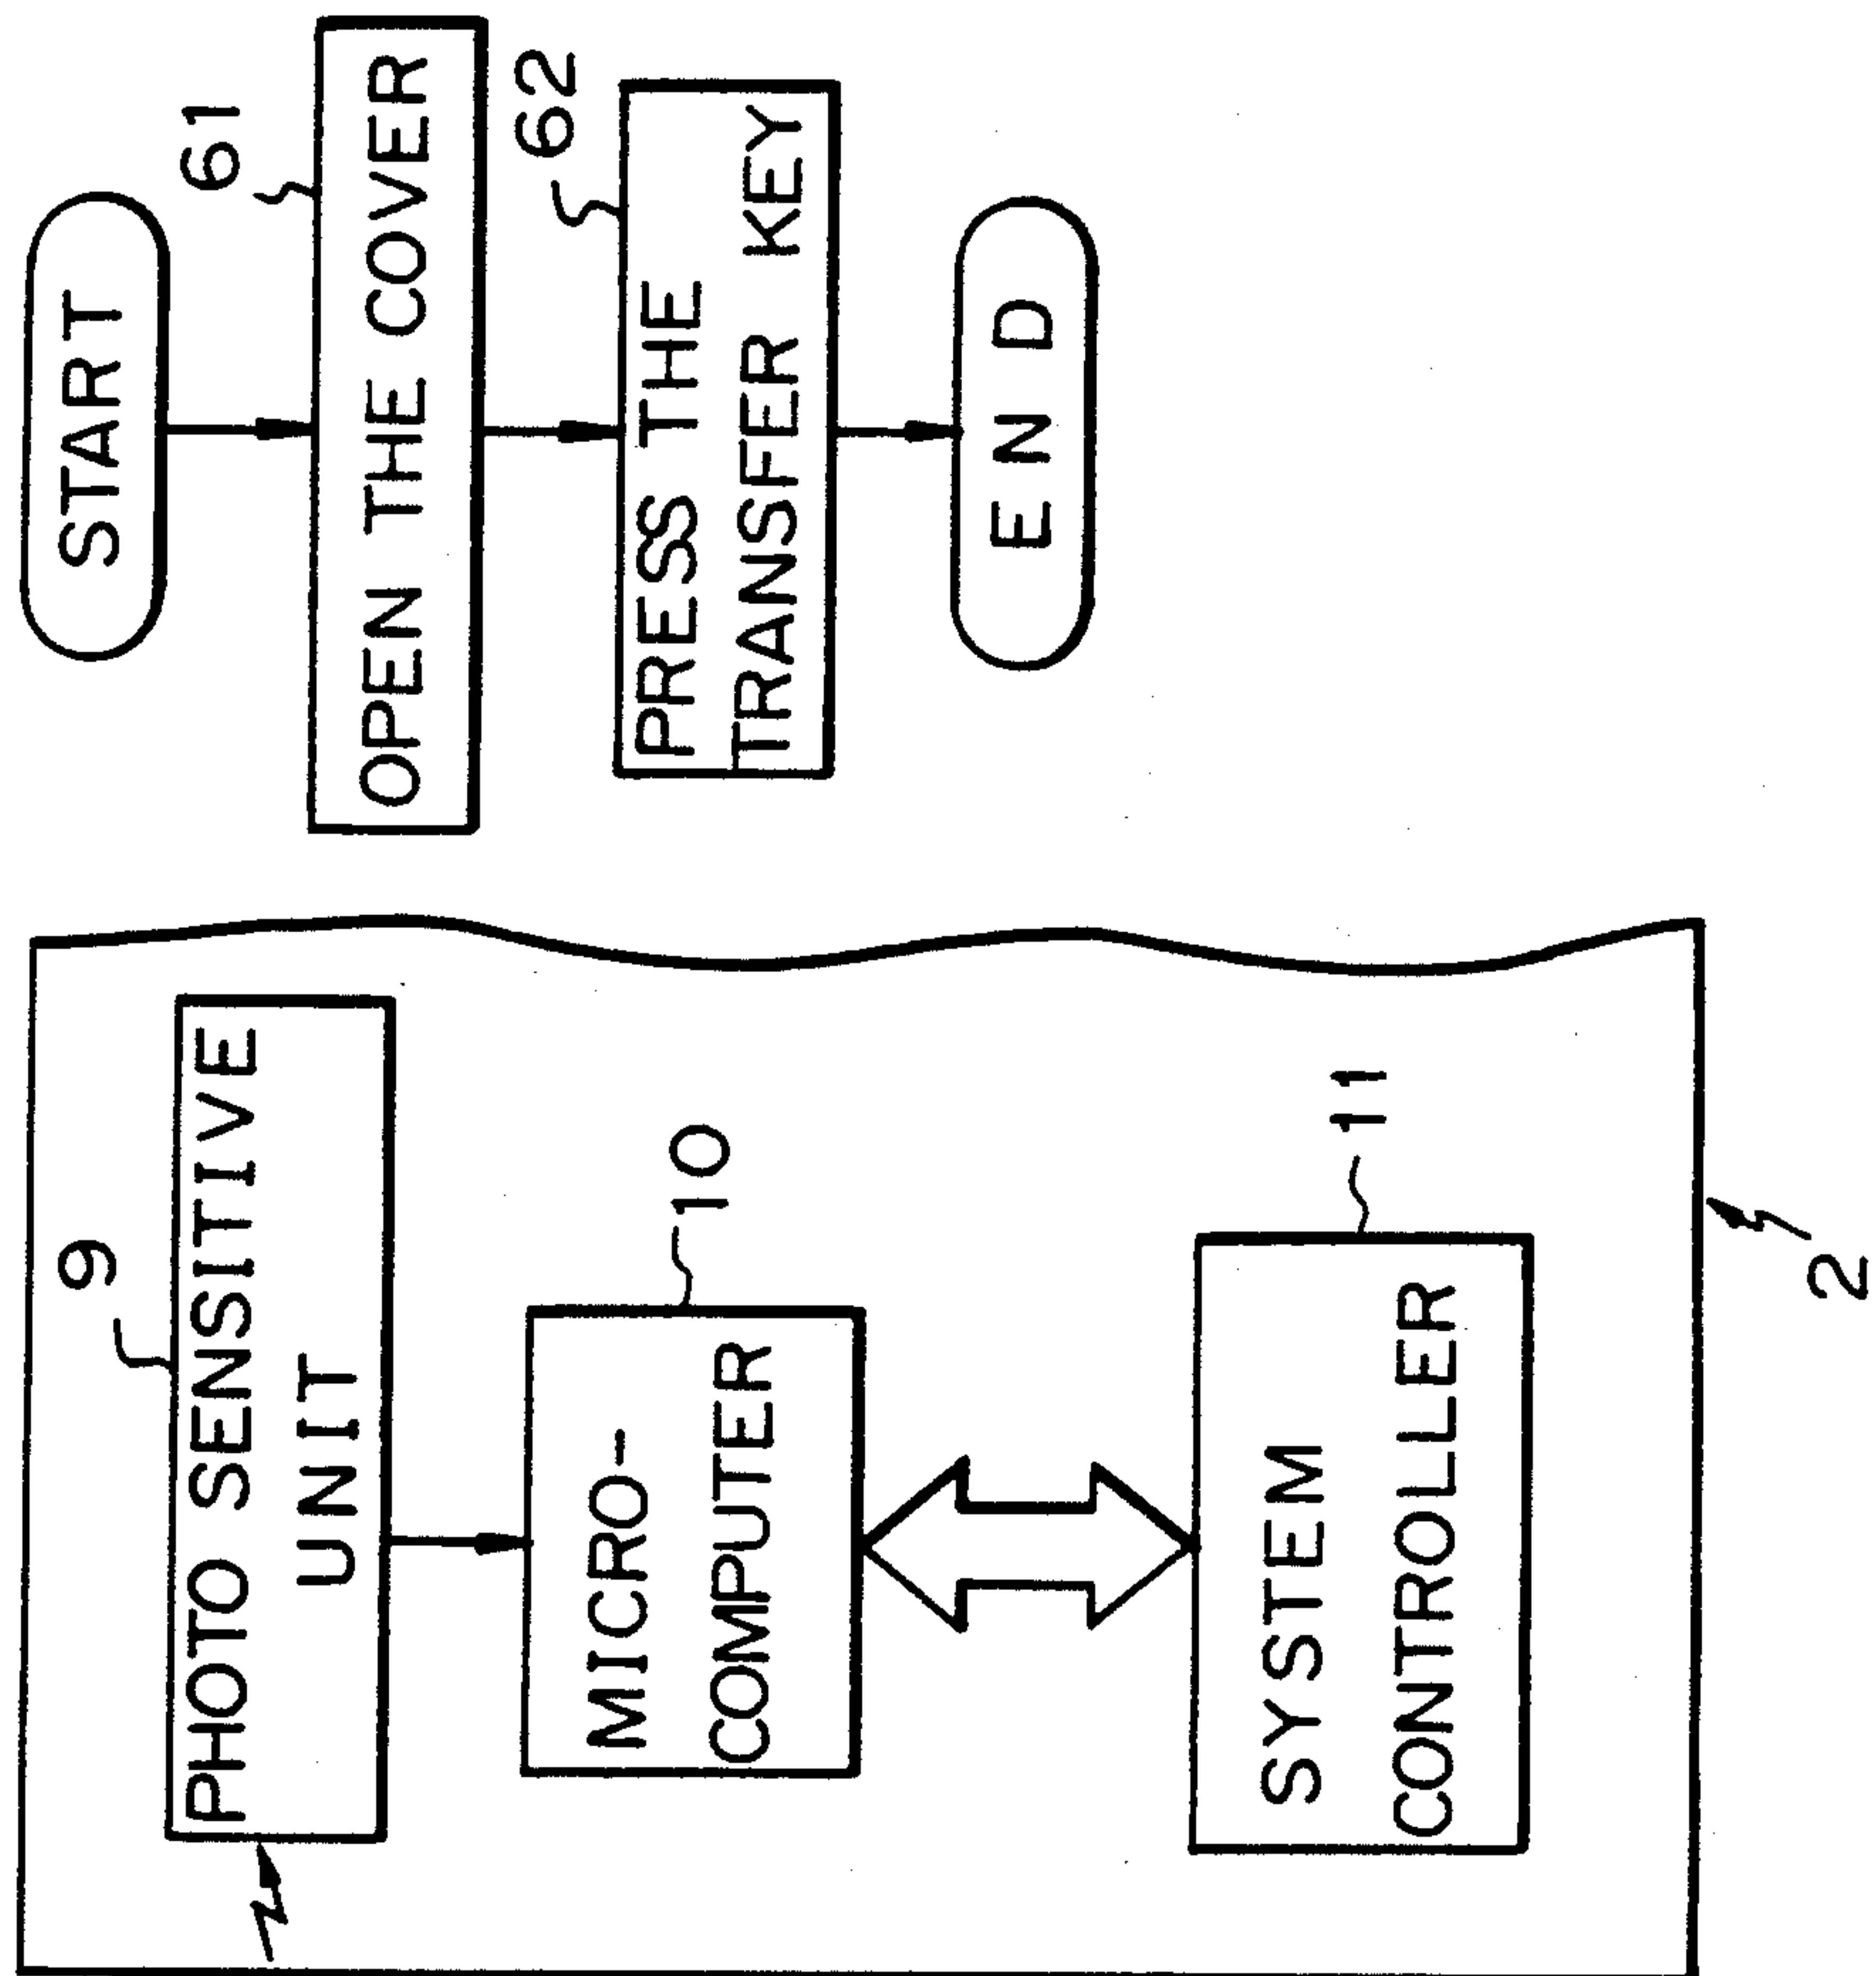 9
PHOTO SENSITIVE
UNIT
10
MICRO-
COMPUTER
11
SYSTEM
CONTROLLER
2
START
61
OPEN THE COVER
62
PRESS THE
TRANSFER KEY
END